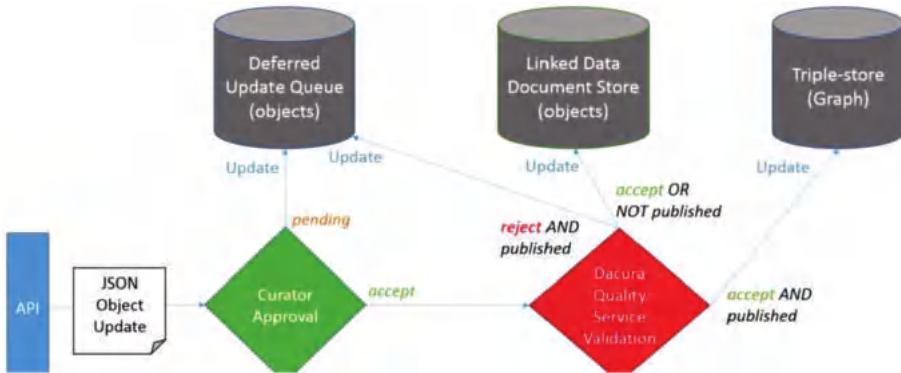 Deferred
Update Queue
(objects)
Linked Data
Document Store
(objects)
Triple-store
(Graph)
Update
Update
Update
Update
pending
reject AND
published
accept OR
NOT published
API
JSON
Object
Update
Curator
Approval
accept
Dacura
Quality
Service
Validation
accept AND
published